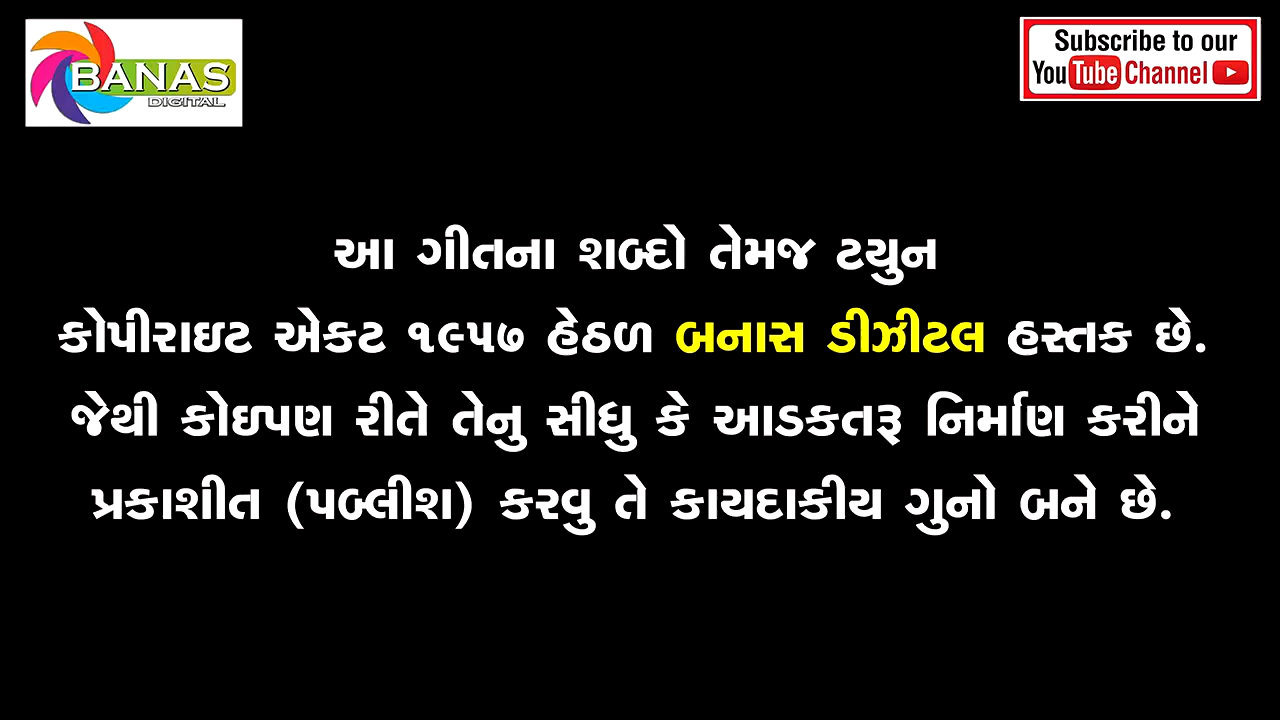 BANAS
DIGITAL
Subscribe to our
YouTube Channel
આ ગીતના શબ્દો તેમજ ટયુન
કોપીરાઇટ એકટ ૧૯૫૭ હેઠળ બનાસ ડીઝીટલ હસ્તક છે.
જેથી કોઇપણ રીતે તેનુ સીધુ કે આડકતરૂ નિર્માણ કરીને
પ્રકાશીત (પબ્લીશ) કરવુ તે કાયદાકીય ગુનો બને છે.